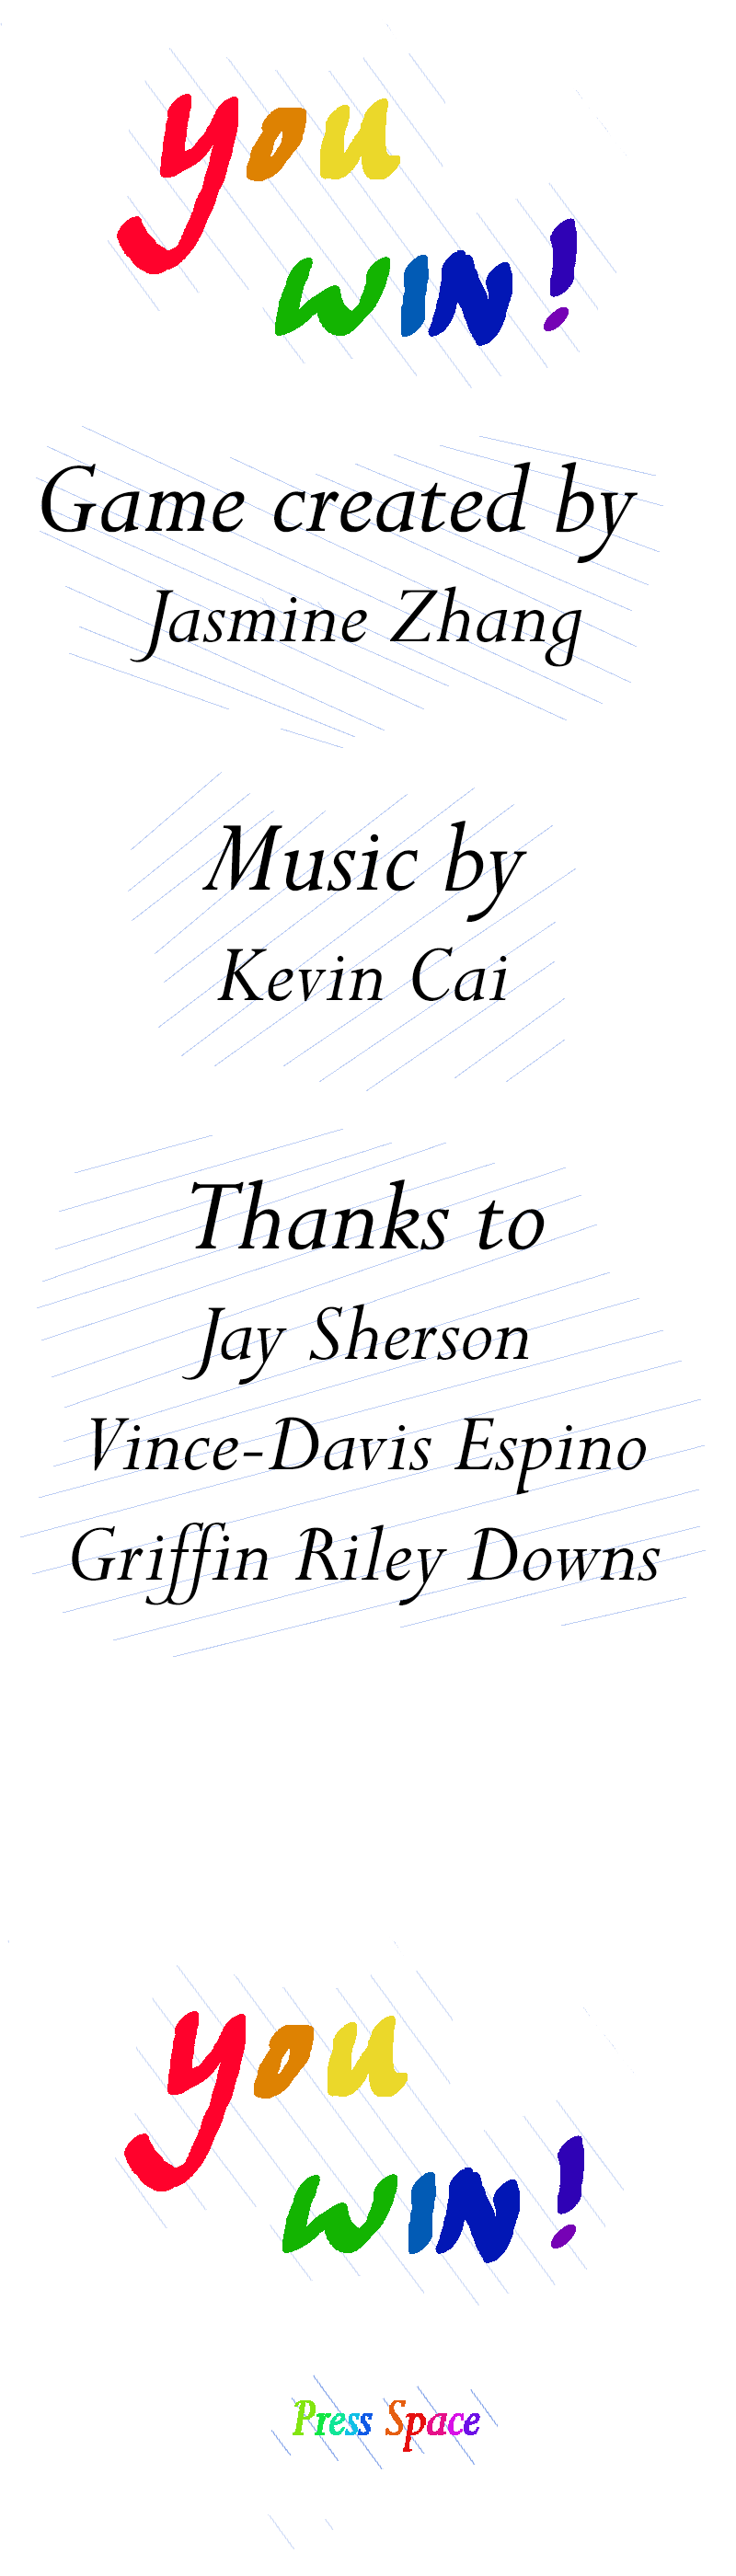 you
win!
Game created by
Jasmine Zhang
Music by
Kevin Cai
Thanks to
Jay Sherson
Vince-Davis Espino
Griffin Riley Downs
you
win!
Press Space